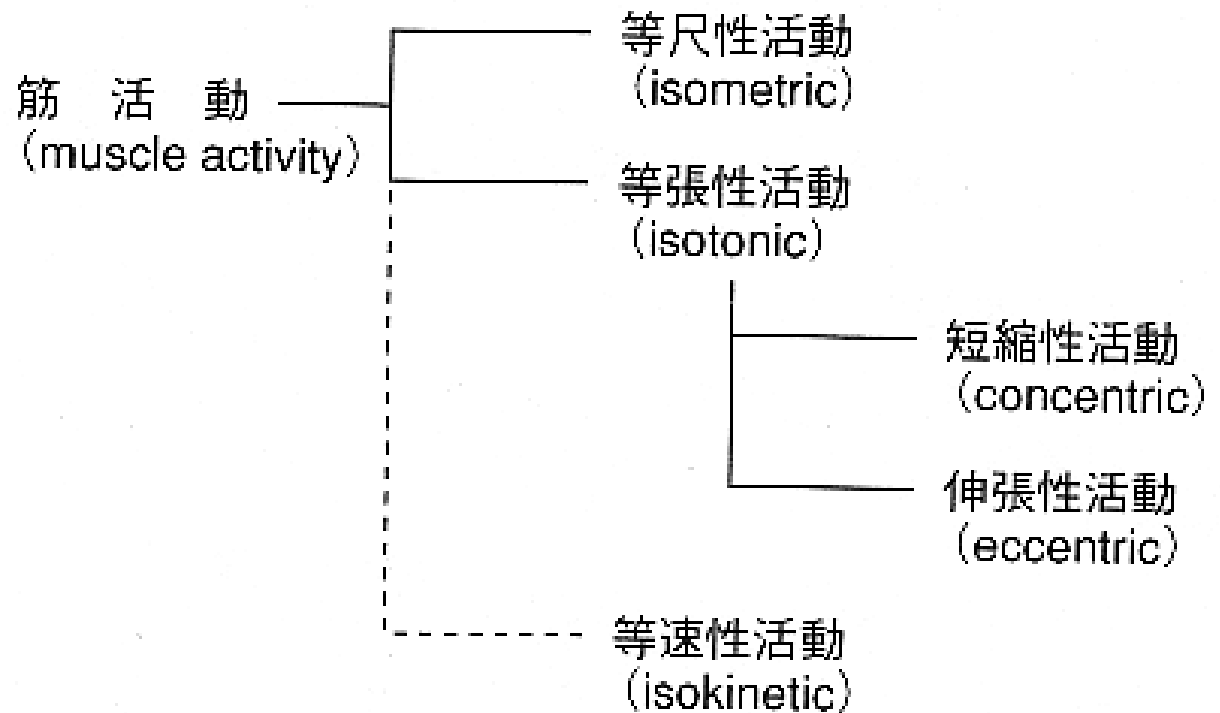 等尺性活動
(isometric)
筋 活 動
(muscle activity)
等張性活動
(isotonic)
短縮性活動
(concentric)
伸張性活動
(eccentric)
等速性活動
(isokinetic)